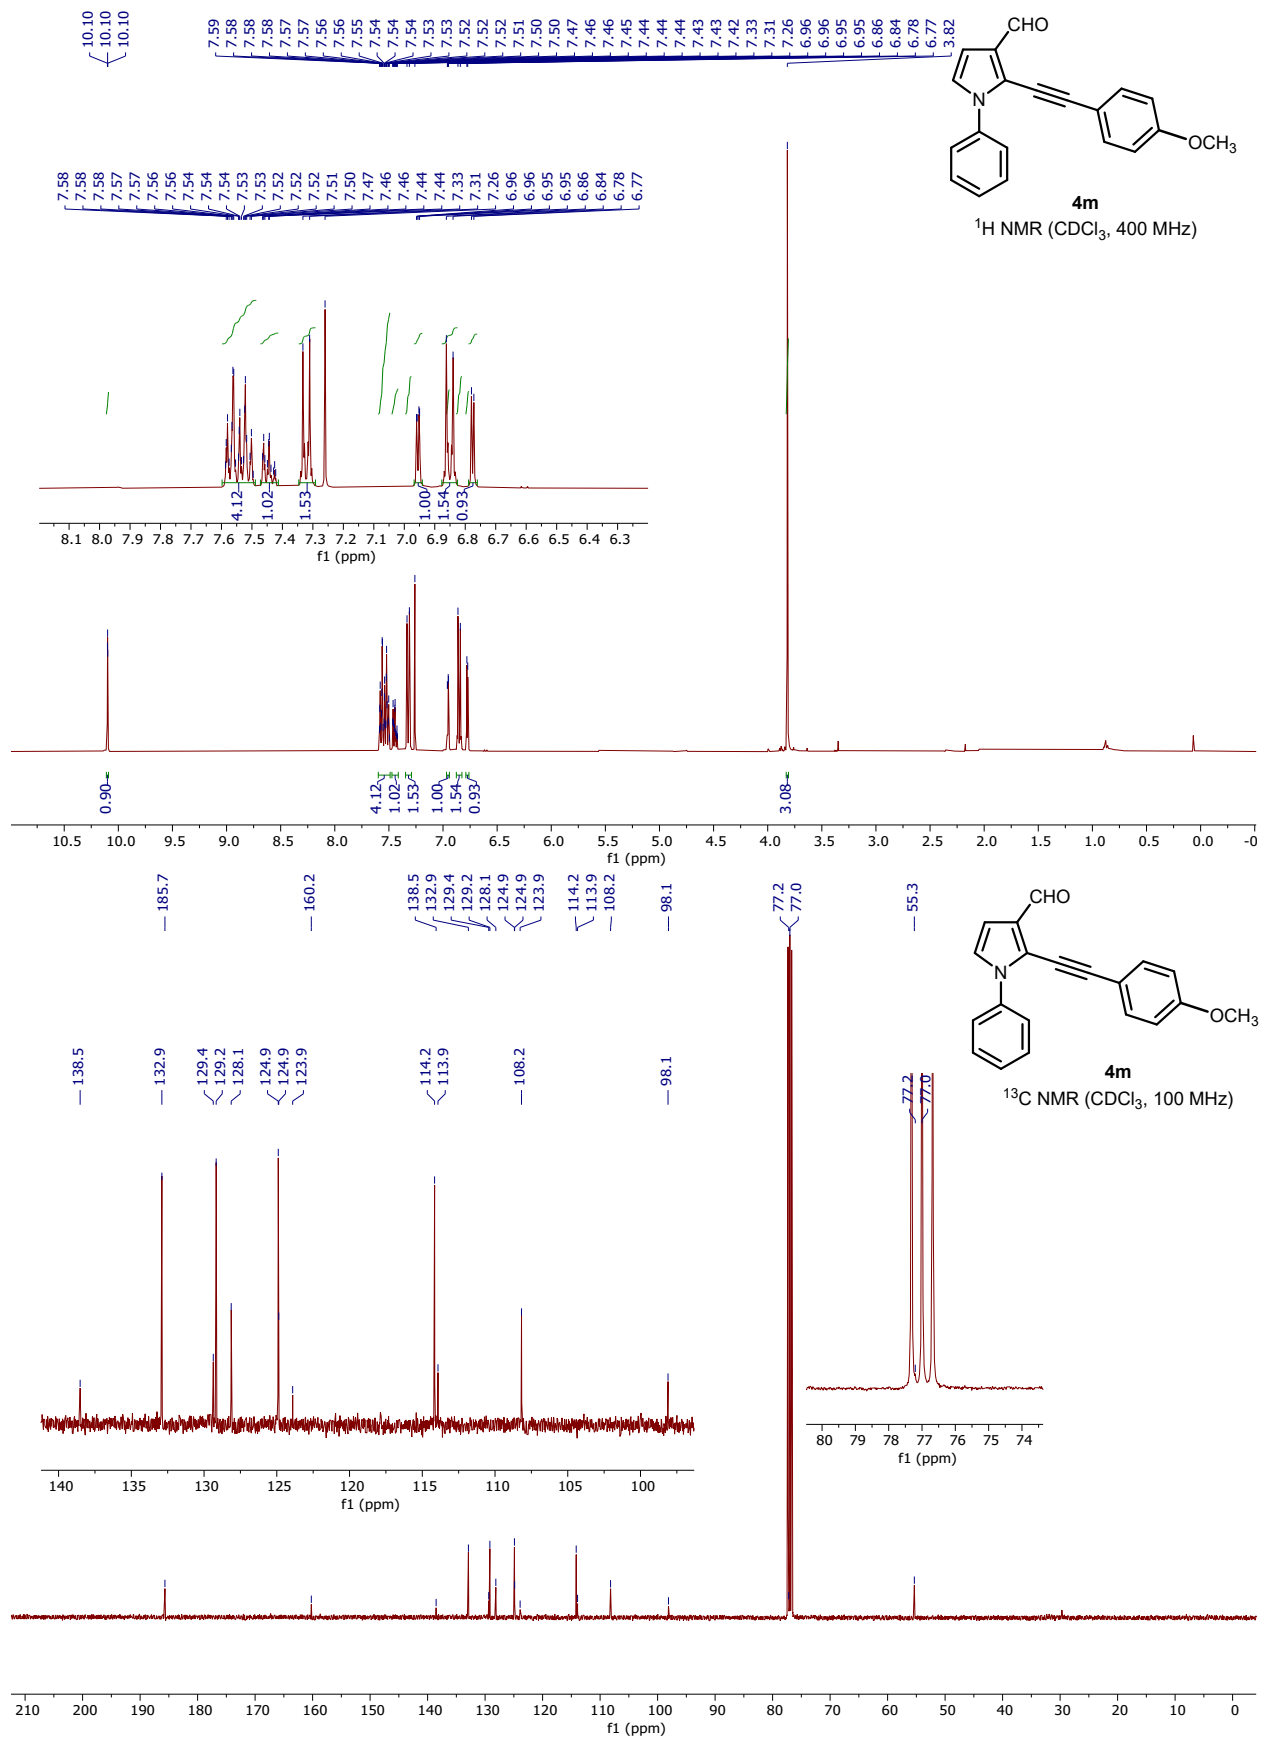 10.10 10.10 10.10 7.59 7.58 7.58 7.58 7.57 7.57 7.56 7.56 7.55 7.54 7.54 7.54 7.53 7.53 7.52 7.52 7.52 7.51 7.50 7.50 7.47 7.46 7.46 7.45 7.44 7.44 7.44 7.43 7.43 7.42 7.33 7.31 7.26 6.96 6.96 6.95 6.95 6.86 6.84 6.78 6.77 3.82
CHO
N
OCH3
4m
1H NMR (CDCl3, 400 MHz)
7.58 7.58 7.58 7.57 7.57 7.56 7.56 7.54 7.54 7.54 7.53 7.53 7.52 7.52 7.52 7.51 7.50 7.47 7.46 7.46 7.44 7.44 7.33 7.31 7.26 6.96 6.96 6.95 6.95 6.86 6.84 6.78 6.77
4.12 1.02 1.53 1.00 1.54 0.93
8.1 8.0 7.9 7.8 7.7 7.6 7.5 7.4 7.3 7.2 7.1 7.0 6.9 6.8 6.7 6.6 6.5 6.4 6.3
f1 (ppm)
0.90 4.12 1.02 1.53 1.00 1.54 0.93 3.08
10.5 10.0 9.5 9.0 8.5 8.0 7.5 7.0 6.5 6.0 5.5 5.0 4.5 4.0 3.5 3.0 2.5 2.0 1.5 1.0 0.5 0.0 -0
f1 (ppm)
185.7 160.2 138.5 132.9 129.4 129.2 128.1 124.9 124.9 123.9 114.2 113.9 108.2 98.1 77.2 77.0 55.3
CHO
N
OCH3
4m
13C NMR (CDCl3, 100 MHz)
138.5 132.9 129.4 129.2 128.1 124.9 124.9 123.9 114.2 113.9 108.2 98.1
77.2 77.0
140 135 130 125 120 115 110 105 100
f1 (ppm)
80 79 78 77 76 75 74
f1 (ppm)
210 200 190 180 170 160 150 140 130 120 110 100 90 80 70 60 50 40 30 20 10 0
f1 (ppm)